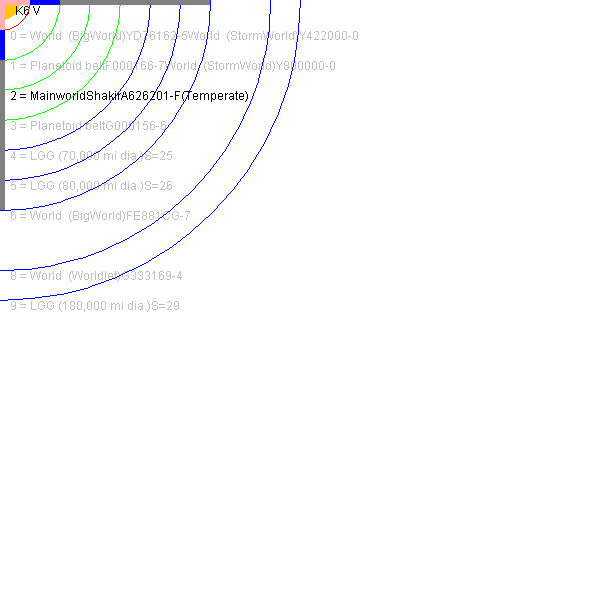 K6 V
0 = World (BigWorld)YD76162-5World (StormWorld)Y422000-0
1 = Planetoid beltF000166-7World (StormWorld)Y800000-0
2 = MainworldShakirA626201-F(Temperate)
3 = Planetoid beltG000156-6
4 = LGG (70,000 mi dia.)S=25
5 = LGG (80,000 mi dia.)S=26
6 = World (BigWorld)FE8816G-7
8 = World (Worldlet)G333169-4
9 = LGG (180,000 mi dia.)S=29